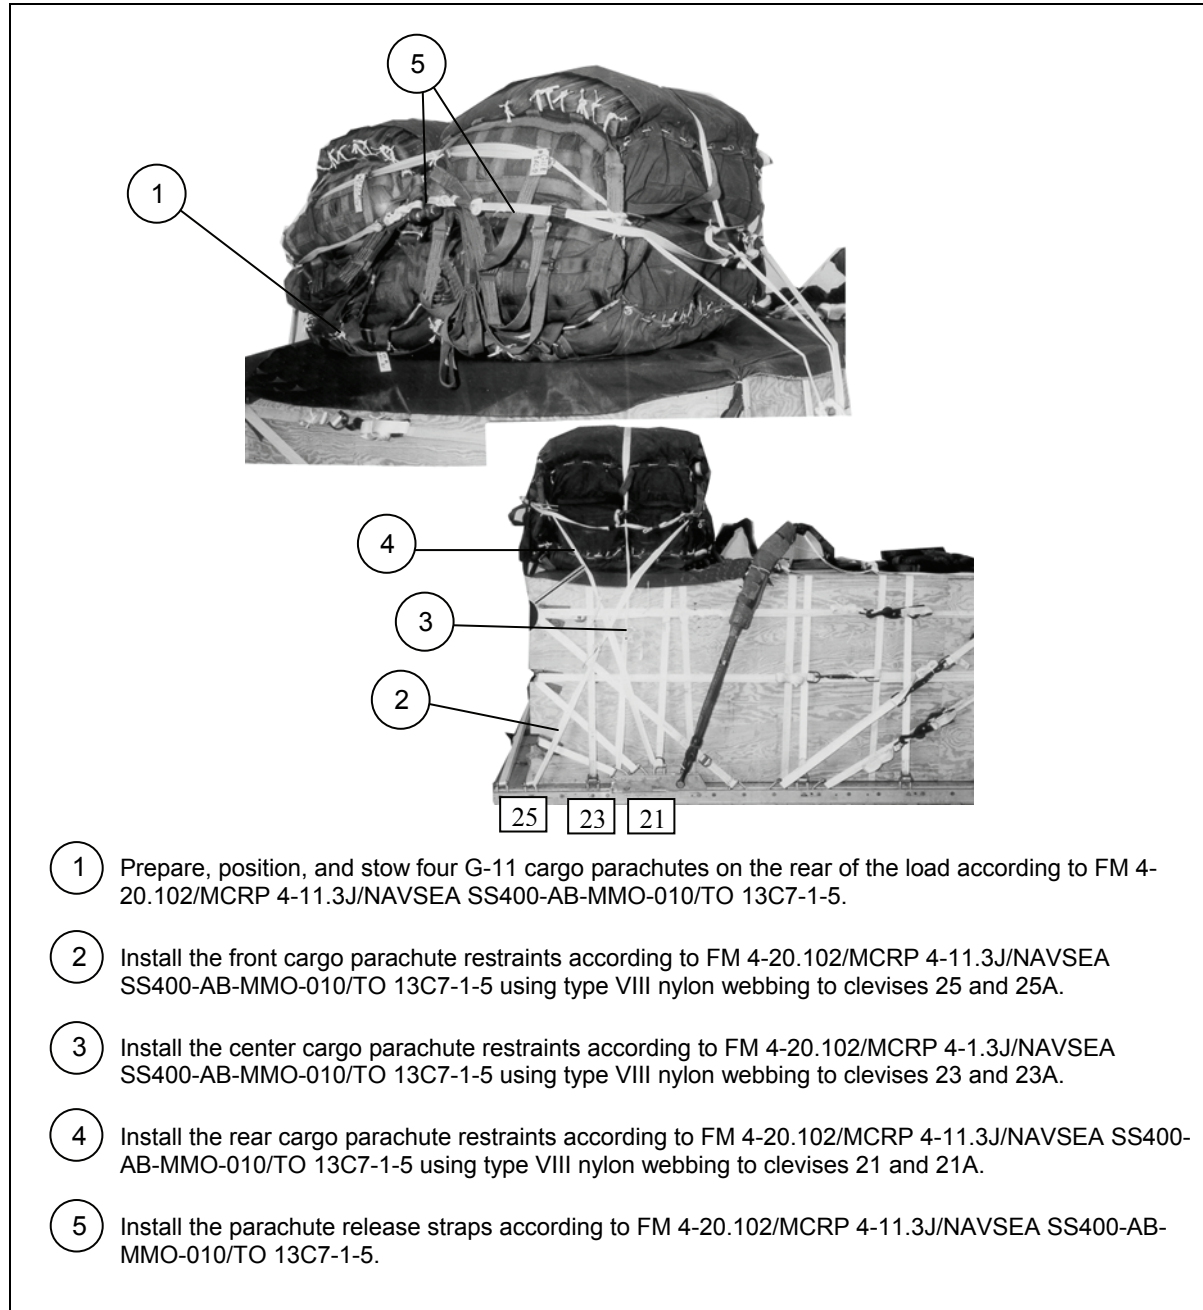 5
1
4
3
2
25 23 21
1 Prepare, position, and stow four G-11 cargo parachutes on the rear of the load according to FM 4-
20.102/MCRP 4-11.3J/NAVSEA SS400-AB-MMO-010/TO 13C7-1-5.
2 Install the front cargo parachute restraints according to FM 4-20.102/MCRP 4-11.3J/NAVSEA
SS400-AB-MMO-010/TO 13C7-1-5 using type VIII nylon webbing to clevises 25 and 25A.
3 Install the center cargo parachute restraints according to FM 4-20.102/MCRP 4-1.3J/NAVSEA
SS400-AB-MMO-010/TO 13C7-1-5 using type VIII nylon webbing to clevises 23 and 23A.
4 Install the rear cargo parachute restraints according to FM 4-20.102/MCRP 4-11.3J/NAVSEA SS400-
AB-MMO-010/TO 13C7-1-5 using type VIII nylon webbing to clevises 21 and 21A.
5 Install the parachute release straps according to FM 4-20.102/MCRP 4-11.3J/NAVSEA SS400-AB-
MMO-010/TO 13C7-1-5.